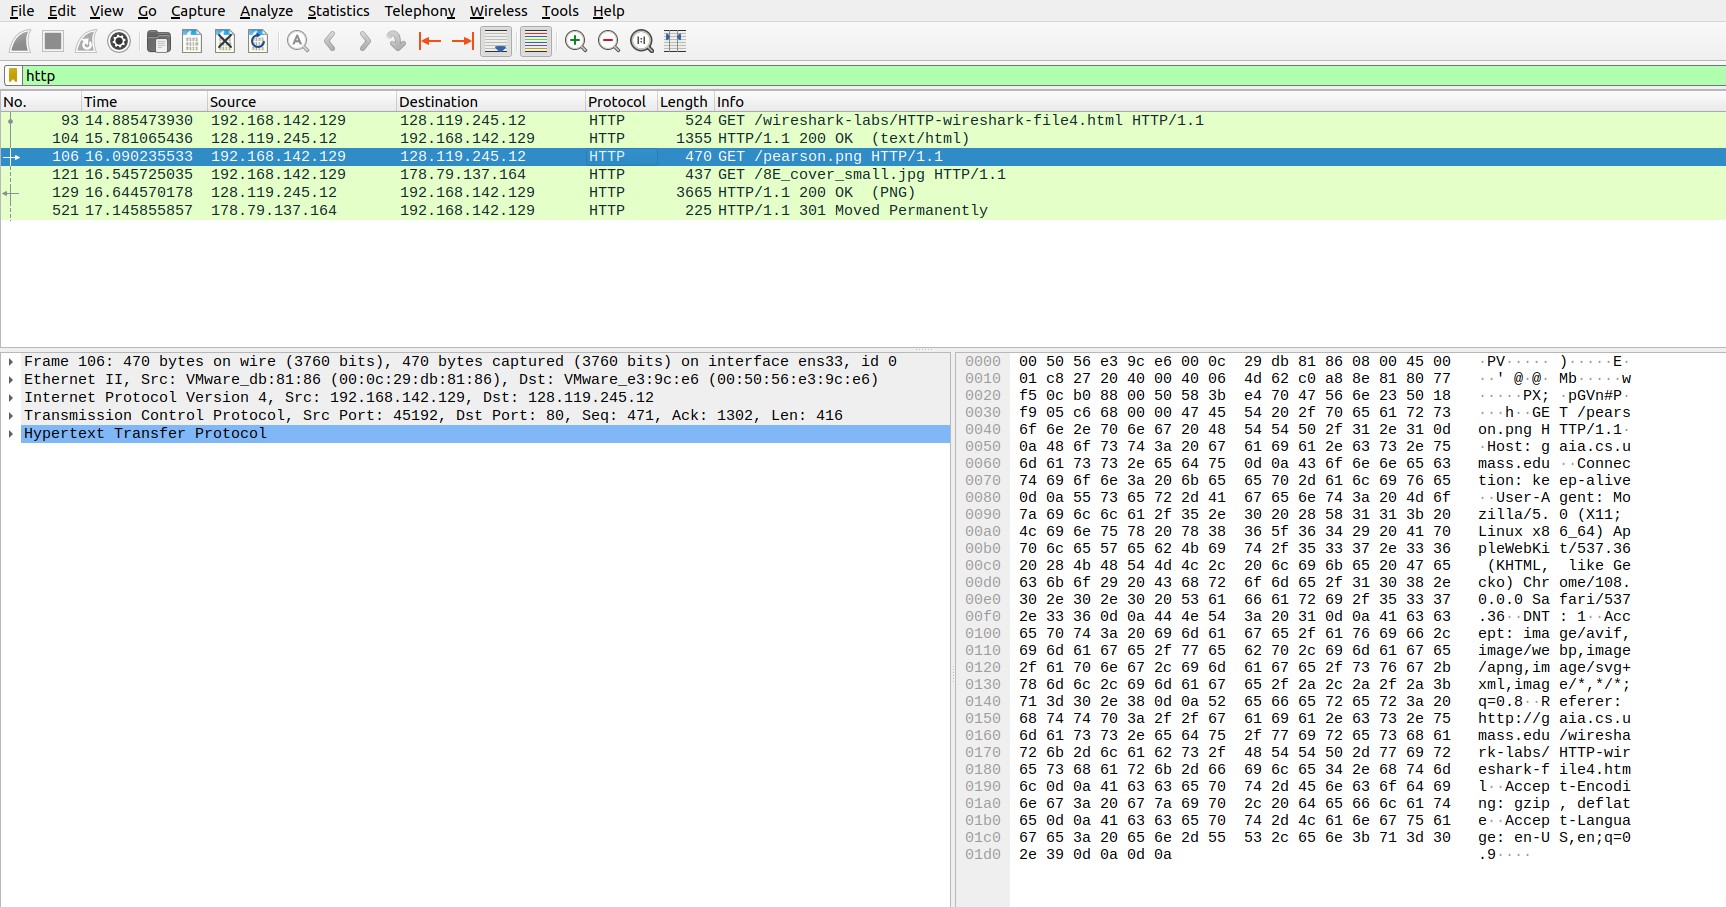 File Edit View Go Capture Analyze Statistics Telephony Wireless Tools Help
http
No. Time Source Destination Protocol Length Info
93 14.885473930 192.168.142.129 128.119.245.12 HTTP 524 GET /wireshark-labs/HTTP-wireshark-file4.html HTTP/1.1
104 15.781065436 128.119.245.12 192.168.142.129 HTTP 1355 HTTP/1.1 200 OK  (text/html)
106 16.090235533 192.168.142.129 128.119.245.12 HTTP 470 GET /pearson.png HTTP/1.1
121 16.545725035 192.168.142.129 178.79.137.164 HTTP 437 GET /8E_cover_small.jpg HTTP/1.1
129 16.644570178 128.119.245.12 192.168.142.129 HTTP 3665 HTTP/1.1 200 OK  (PNG)
521 17.145855857 178.79.137.164 192.168.142.129 HTTP 225 HTTP/1.1 301 Moved Permanently
Frame 106: 470 bytes on wire (3760 bits), 470 bytes captured (3760 bits) on interface ens33, id 0
Ethernet II, Src: VMware_db:81:86 (00:0c:29:db:81:86), Dst: VMware_e3:9c:e6 (00:50:56:e3:9c:e6)
Internet Protocol Version 4, Src: 192.168.142.129, Dst: 128.119.245.12
Transmission Control Protocol, Src Port: 45192, Dst Port: 80, Seq: 471, Ack: 1302, Len: 416
Hypertext Transfer Protocol
0000 00 50 56 e3 9c e6 00 0c 29 db 81 86 08 00 45 00 ·PV····· )·····E·
0010 01 c8 27 20 40 00 40 06 4d 62 c0 a8 8e 81 80 77 ··' @·@· Mb·····w
0020 f5 0c b0 88 00 50 58 3b e4 70 47 56 6e 23 50 18 ·····PX; ·pGVn#P·
0030 f9 05 c6 68 00 00 47 45 54 20 2f 70 65 61 72 73 ···h··GE T /pears
0040 6f 6e 2e 70 6e 67 20 48 54 54 50 2f 31 2e 31 0d on.png H TTP/1.1·
0050 0a 48 6f 73 74 3a 20 67 61 69 61 2e 63 73 2e 75 ·Host: g aia.cs.u
0060 6d 61 73 73 2e 65 64 75 0d 0a 43 6f 6e 6e 65 63 mass.edu ··Connec
0070 74 69 6f 6e 3a 20 6b 65 65 70 2d 61 6c 69 76 65 tion: ke ep-alive
0080 0d 0a 55 73 65 72 2d 41 67 65 6e 74 3a 20 4d 6f ··User-A gent: Mo
0090 7a 69 6c 6c 61 2f 35 2e 30 20 28 58 31 31 3b 20 zilla/5. 0 (X11;
00a0 4c 69 6e 75 78 20 78 38 36 5f 36 34 29 20 41 70 Linux x8 6_64) Ap
00b0 70 6c 65 57 65 62 4b 69 74 2f 35 33 37 2e 33 36 pleWebKi t/537.36
00c0 20 28 4b 48 54 4d 4c 2c 20 6c 69 6b 65 20 47 65 (KHTML,  like Ge
00d0 63 6b 6f 29 20 43 68 72 6f 6d 65 2f 31 30 38 2e cko) Chr ome/108.
00e0 30 2e 30 2e 30 20 53 61 66 61 72 69 2f 35 33 37 0.0.0 Sa fari/537
00f0 2e 33 36 0d 0a 44 4e 54 3a 20 31 0d 0a 41 63 63 .36··DNT : 1··Acc
0100 65 70 74 3a 20 69 6d 61 67 65 2f 61 76 69 66 2c ept: ima ge/avif,
0110 69 6d 61 67 65 2f 77 65 62 70 2c 69 6d 61 67 65 image/we bp,image
0120 2f 61 70 6e 67 2c 69 6d 61 67 65 2f 73 76 67 2b /apng,im age/svg+
0130 78 6d 6c 2c 69 6d 61 67 65 2f 2a 2c 2a 2f 2a 3b xml,imag e/*,*/*;
0140 71 3d 30 2e 38 0d 0a 52 65 66 65 72 65 72 3a 20 q=0.8··R eferer:
0150 68 74 74 70 3a 2f 2f 67 61 69 61 2e 63 73 2e 75 http://g aia.cs.u
0160 6d 61 73 73 2e 65 64 75 2f 77 69 72 65 73 68 61 mass.edu /wiresha
0170 72 6b 2d 6c 61 62 73 2f 48 54 54 50 2d 77 69 72 rk-labs/ HTTP-wir
0180 65 73 68 61 72 6b 2d 66 69 6c 65 34 2e 68 74 6d eshark-f ile4.htm
0190 6c 0d 0a 41 63 63 65 70 74 2d 45 6e 63 6f 64 69 l··Accep t-Encodi
01a0 6e 67 3a 20 67 7a 69 70 2c 20 64 65 66 6c 61 74 ng: gzip , deflat
01b0 65 0d 0a 41 63 63 65 70 74 2d 4c 61 6e 67 75 61 e··Accep t-Langua
01c0 67 65 3a 20 65 6e 2d 55 53 2c 65 6e 3b 71 3d 30 ge: en-U S,en;q=0
01d0 2e 39 0d 0a 0d 0a .9····